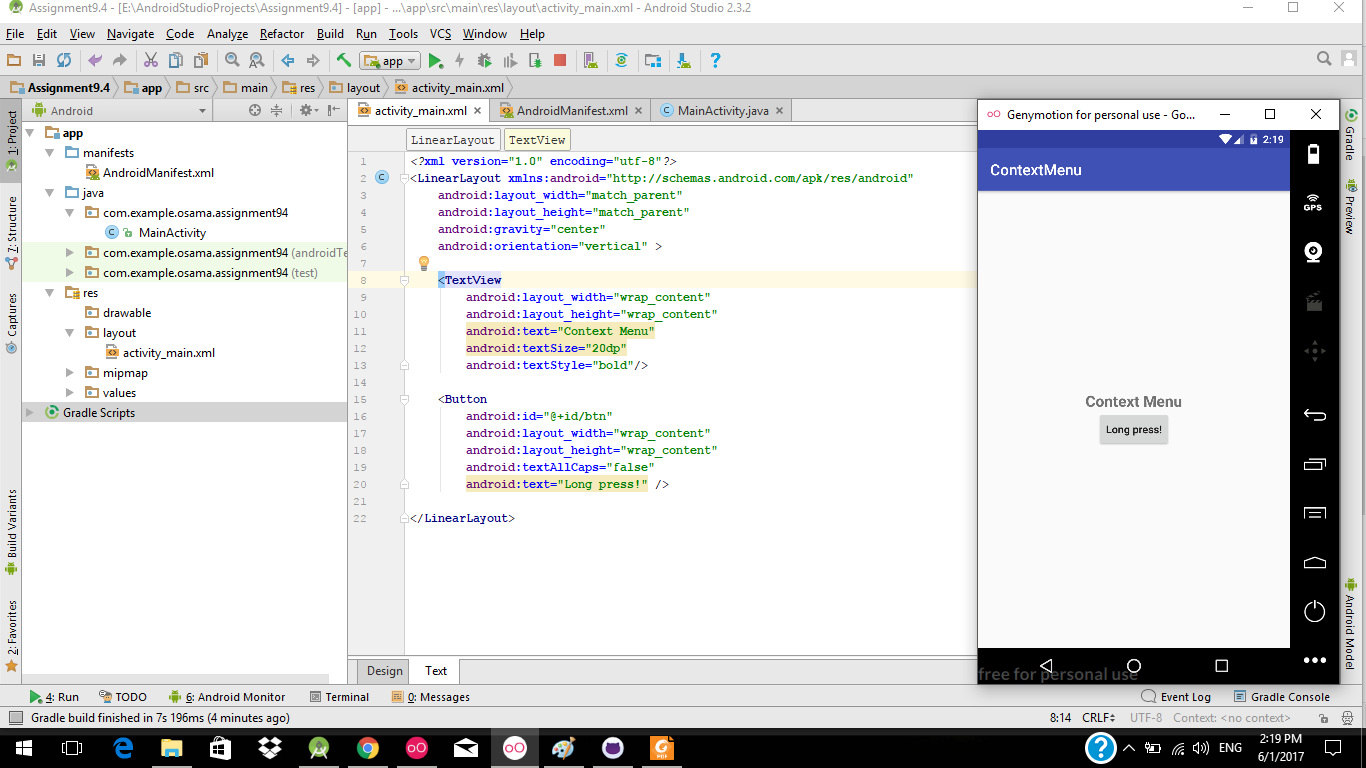 Assignment9.4 - [E:\AndroidStudioProjects\Assignment9.4] - [app] - ...\app\src\main\res\layout\activity_main.xml - Android Studio 2.3.2
File Edit View Navigate Code Analyze Refactor Build Run Tools VCS Window Help
app
Assignment9.4 app src main res layout activity_main.xml
1: Project
7: Structure
Captures
Build Variants
2: Favorites
Android
app
manifests
AndroidManifest.xml
java
com.example.osama.assignment94
MainActivity
com.example.osama.assignment94 (androidTe
com.example.osama.assignment94 (test)
res
drawable
layout
activity_main.xml
mipmap
values
Gradle Scripts
activity_main.xml AndroidManifest.xml MainActivity.java
LinearLayout TextView
1 <?xml version="1.0" encoding="utf-8"?>
2 <LinearLayout xmlns:android="http://schemas.android.com/apk/res/android"
3 android:layout_width="match_parent"
4 android:layout_height="match_parent"
5 android:gravity="center"
6 android:orientation="vertical" >
7
8 <TextView
9 android:layout_width="wrap_content"
10 android:layout_height="wrap_content"
11 android:text="Context Menu"
12 android:textSize="20dp"
13 android:textStyle="bold"/>
14
15 <Button
16 android:id="@+id/btn"
17 android:layout_width="wrap_content"
18 android:layout_height="wrap_content"
19 android:textAllCaps="false"
20 android:text="Long press!" />
21
22 </LinearLayout>
Design Text
Genymotion for personal use - Go...
2:19
ContextMenu
Context Menu
Long press!
free for personal use
GPS
Gradle
Preview
Android Model
4: Run TODO 6: Android Monitor Terminal 0: Messages Event Log Gradle Console
Gradle build finished in 7s 196ms (4 minutes ago) 8:14 CRLF UTF-8 Context: <no context>
ENG
2:19 PM
6/1/2017
PDF